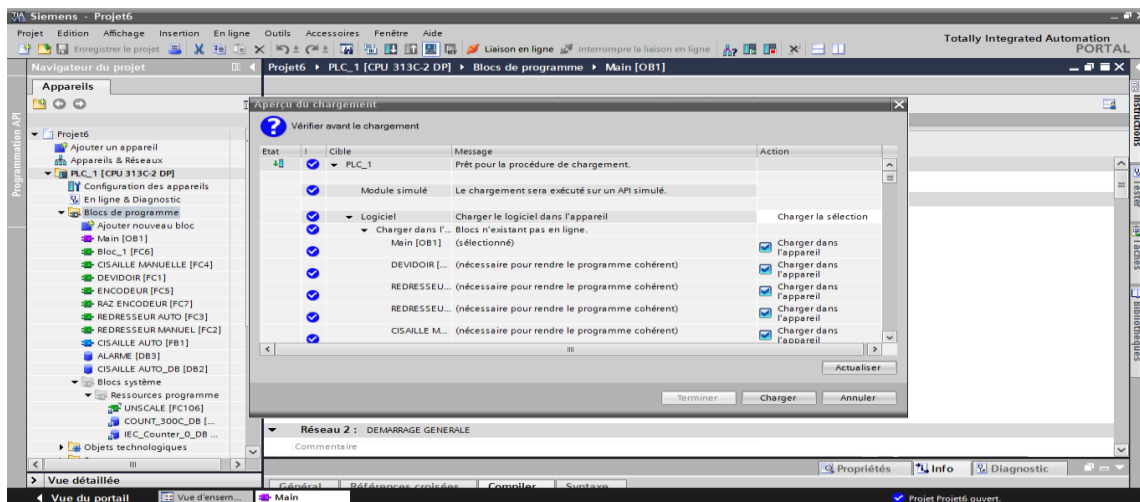 Siemens - Projet6
Projet Edition Affichage Insertion En ligne Outils Accessoires Fenêtre Aide
Enregistrer le projet Liaison en ligne Interrompre la liaison en ligne
Totally Integrated Automation
PORTAL
Navigateur du projet
Projet6 PLC_1 [CPU 313C-2 DP] Blocs de programme Main [OB1]
Appareils
Programmation API
Projet6
Ajouter un appareil
Appareils & Réseaux
PLC_1 [CPU 313C-2 DP]
Configuration des appareils
En ligne & Diagnostic
Blocs de programme
Ajouter nouveau bloc
Main [OB1]
Bloc_1 [FC6]
CISAILLE MANUELLE [FC4]
DEVIDOIR [FC1]
ENCODEUR [FC5]
RAZ ENCODEUR [FC7]
REDRESSEUR AUTO [FC3]
REDRESSEUR MANUEL [FC2]
CISAILLE AUTO [FB1]
ALARME [DB3]
CISAILLE AUTO_DB [DB2]
Blocs système
Ressources programme
UNSCALE [FC106]
COUNT_300C_DB [...
IEC_Counter_0_DB ...
Objets technologiques
Vue détaillée
Aperçu du chargement
Vérifier avant le chargement
Etat ! Cible Message Action
PLC_1 Prêt pour la procédure de chargement.
Module simulé Le chargement sera exécuté sur un API simulé.
Logiciel Charger le logiciel dans l'appareil Charger la sélection
Charger dans l'... Blocs n'existant pas en ligne.
Main [OB1] (sélectionné) Charger dans l'appareil
DEVIDOIR [... (nécessaire pour rendre le programme cohérent) Charger dans l'appareil
REDRESSEU... (nécessaire pour rendre le programme cohérent) Charger dans l'appareil
REDRESSEU... (nécessaire pour rendre le programme cohérent) Charger dans l'appareil
CISAILLE M... (nécessaire pour rendre le programme cohérent) Charger dans l'appareil
Actualiser
Terminer Charger Annuler
Réseau 2 : DEMARRAGE GENERALE
Commentaire
Propriétés Info Diagnostic
Général Références croisées Compiler Syntaxe
Instructions
Tester
Tâches
Bibliothèques
Vue du portail Vue d'ensem... Main
Projet Projet6 ouvert.